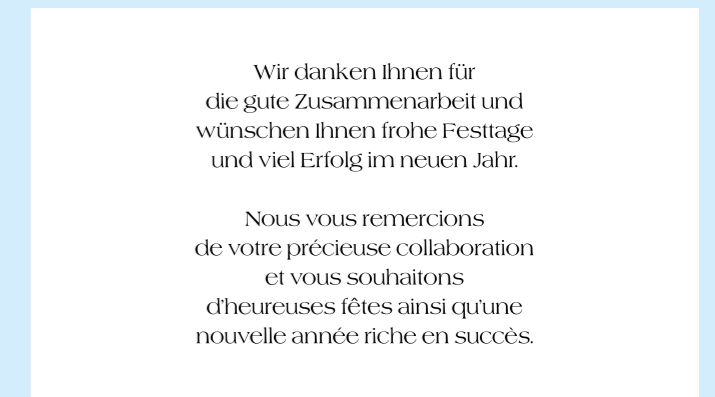 Wir danken Ihnen für
die gute Zusammenarbeit und
wünschen Ihnen frohe Festtage
und viel Erfolg im neuen Jahr.
Nous vous remercions
de votre précieuse collaboration
et vous souhaitons
d'heureuses fêtes ainsi qu'une
nouvelle année riche en succès.